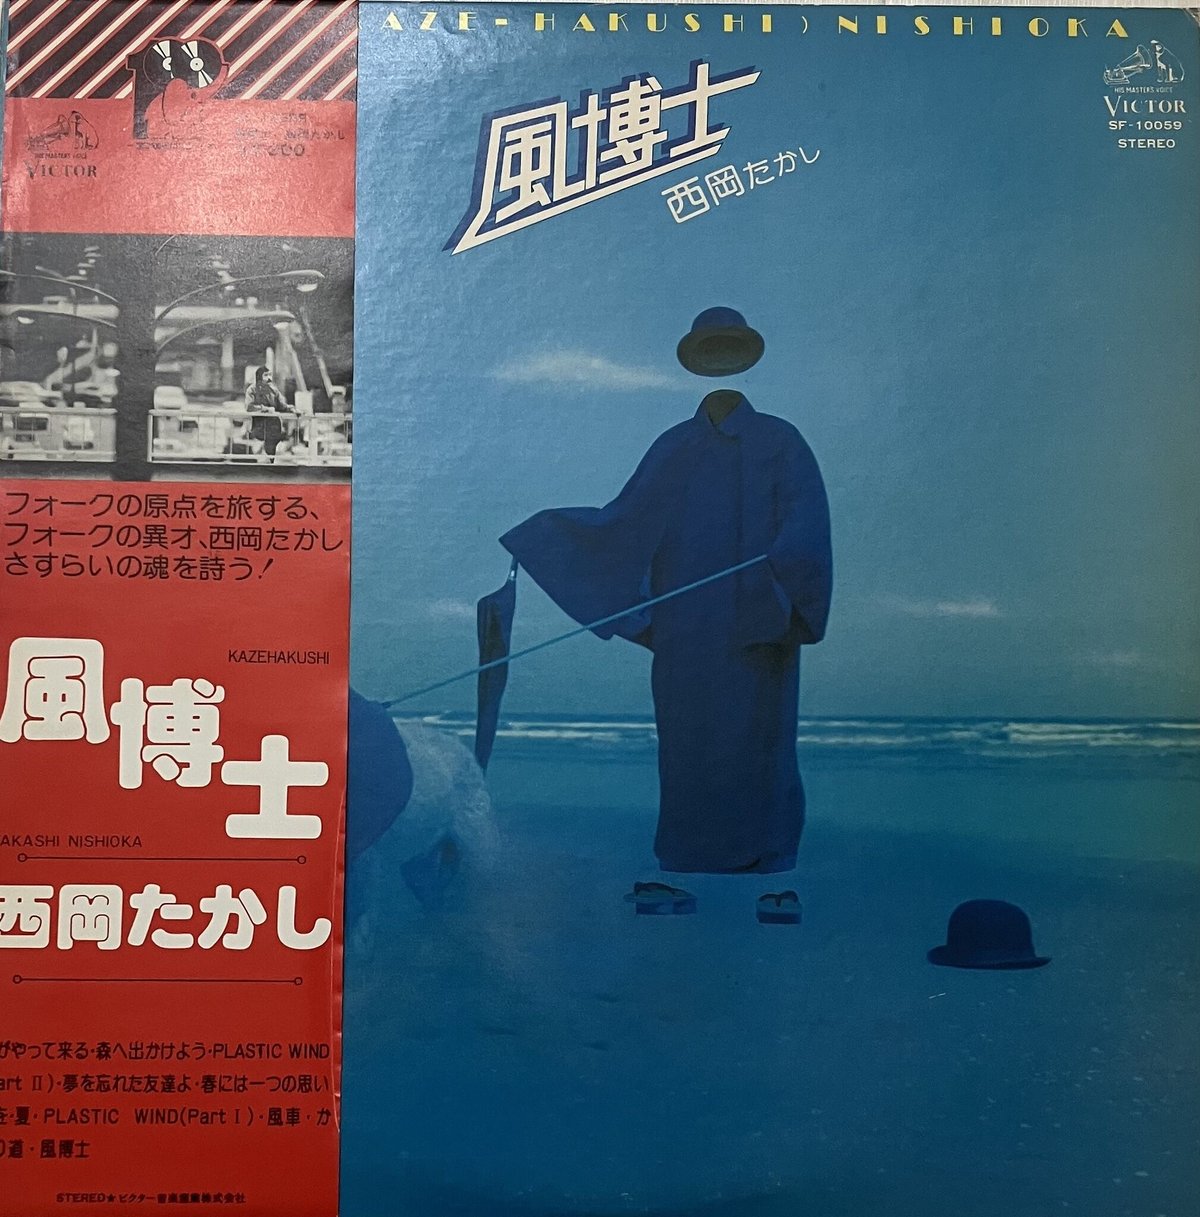 AZE-HAKUSHI) NISHIOKA
風博士
西岡たかし
HIS MASTER'S VOICE
VICTOR
SF-10059
STEREO
VICTOR
フォークの原点を旅する、
フォークの異才、西岡たかし
さすらいの魂を詩う!
KAZEHAKUSHI
風博士
AKASHI NISHIOKA
西岡たかし
がやって来る・森へ出かけよう・PLASTIC WIND
art II)・夢を忘れた友達よ・春には一つの思い
を・夏・PLASTIC WIND(Part I)・風車・か
り道・風博士
STEREO★ビクター音楽産業株式会社